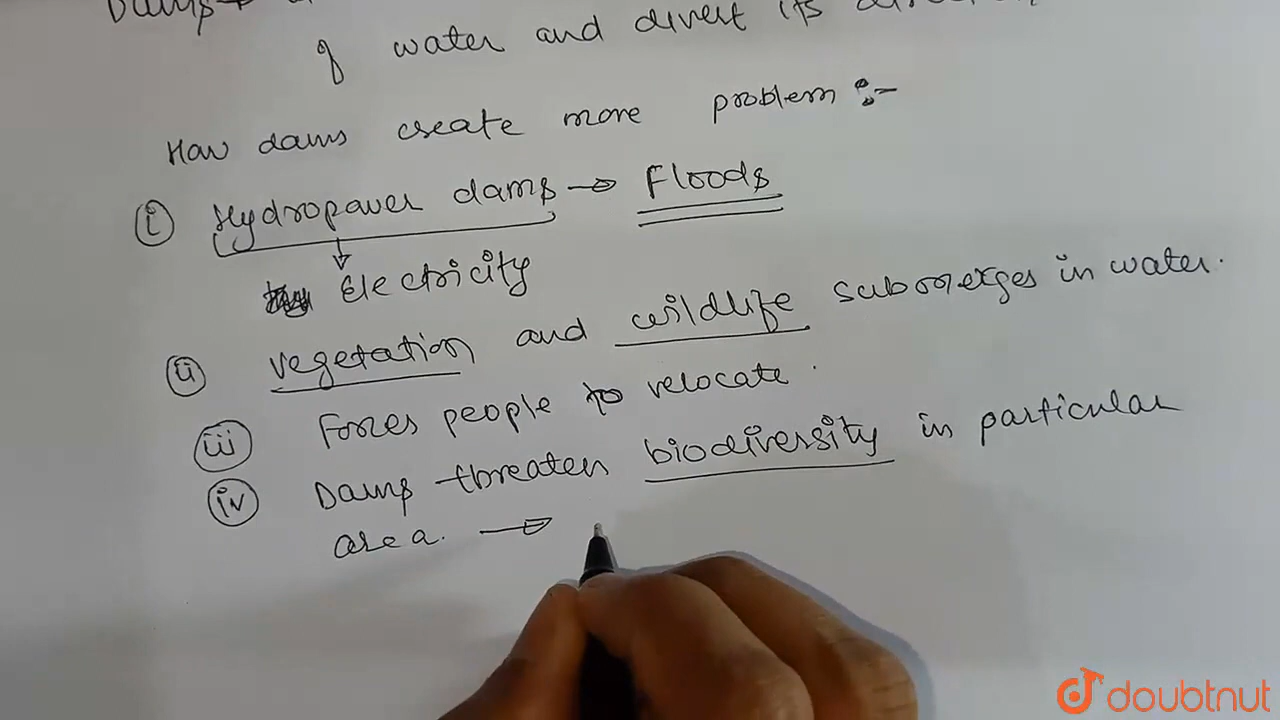 Dams →
of water and divert its
How dams create more problem :-
(i) Hydropower dams → Floods
Electricity
(ii) vegetation and wildlife submerges in water.
(iii) Forces people to relocate.
(iv) Dams threaten biodiversity in particular
area. →
doubtnut